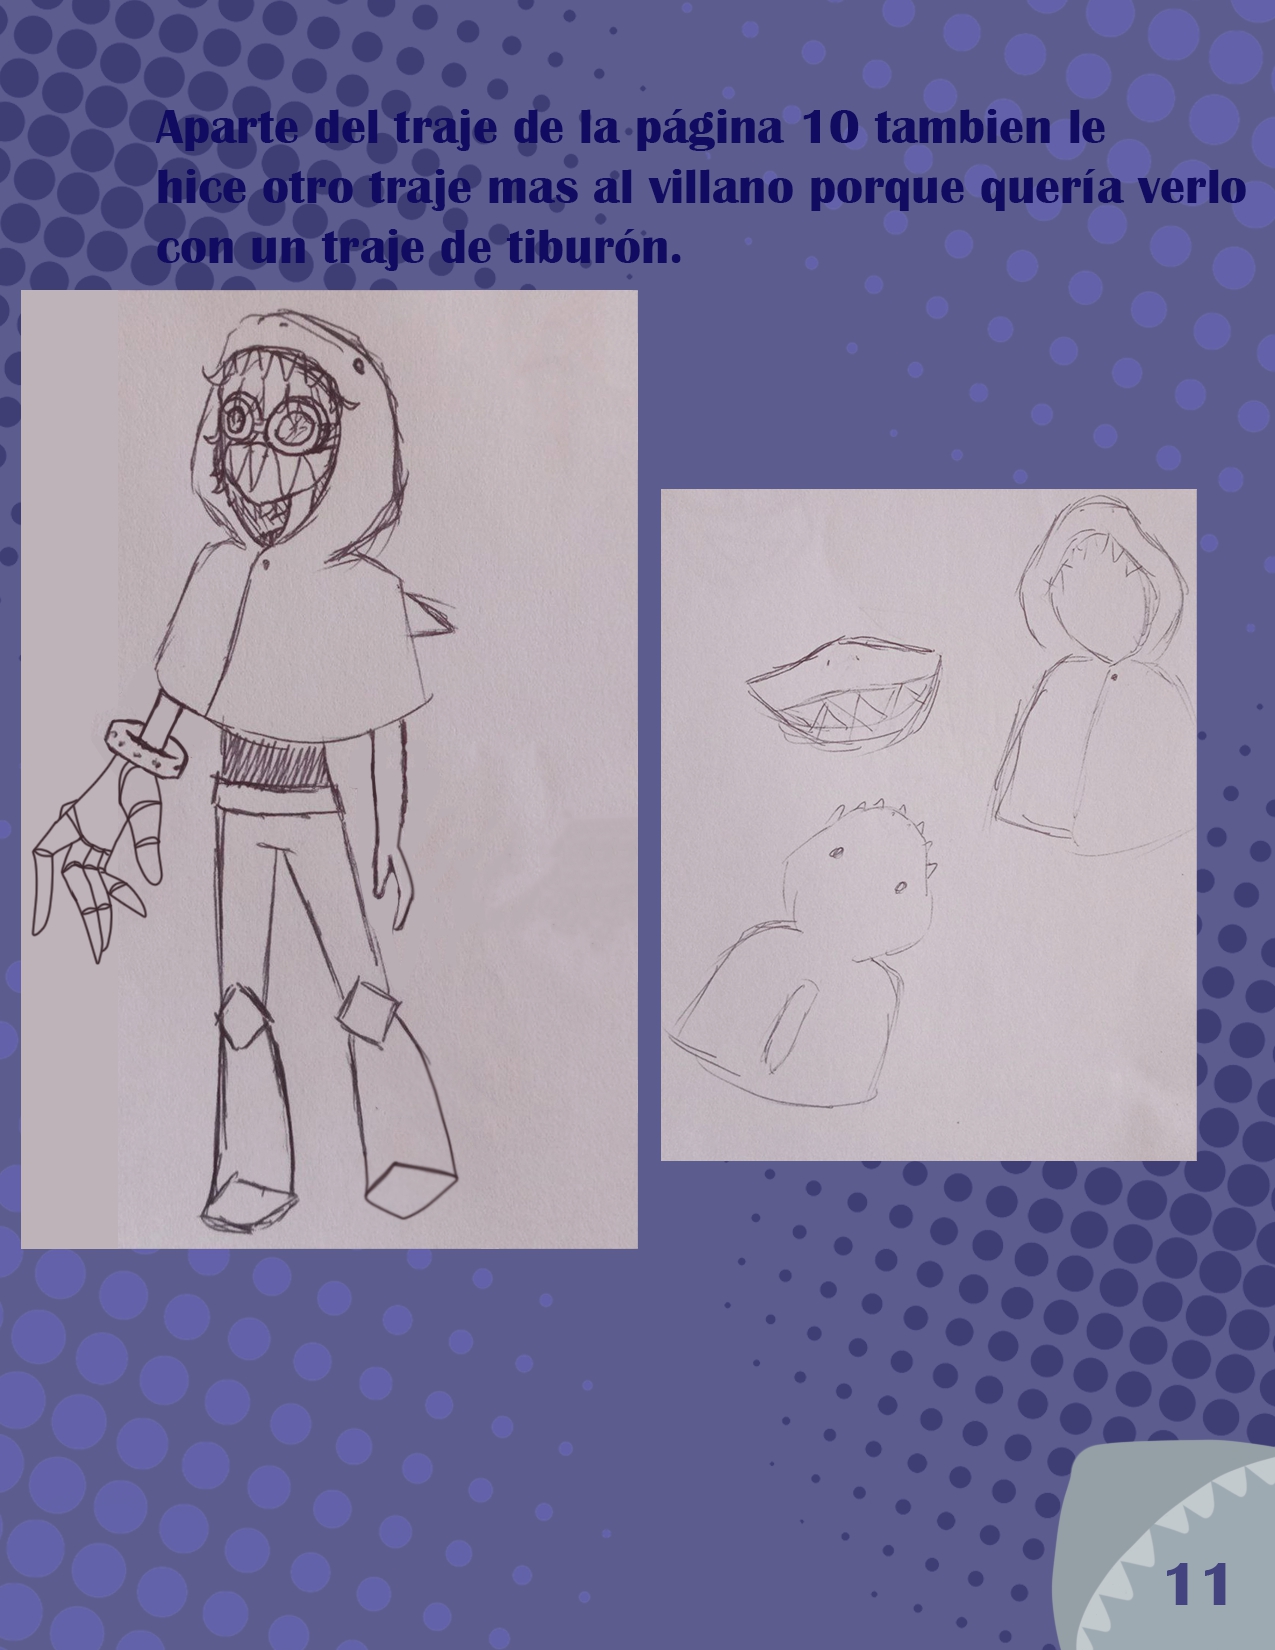 Aparte del traje de la página 10 tambien le
hice otro traje mas al villano porque quería verlo
con un traje de tiburón.
11